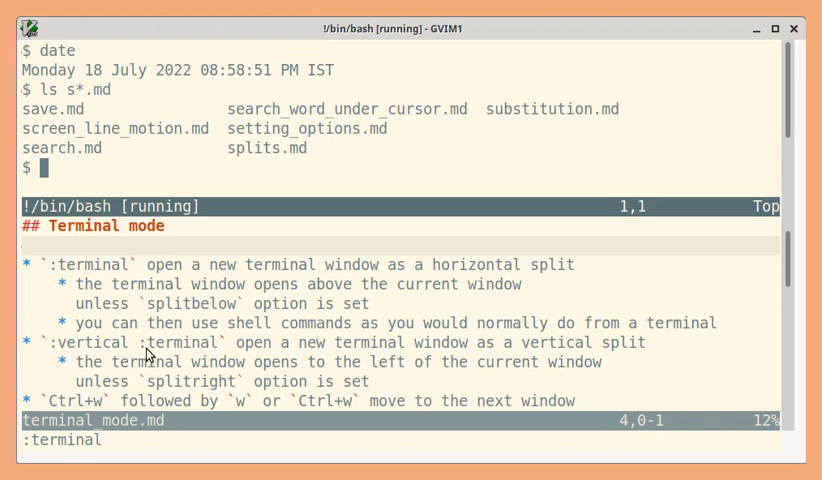 !/bin/bash [running] - GVIM1
$ date
Monday 18 July 2022 08:58:51 PM IST
$ ls s*.md
save.md search_word_under_cursor.md substitution.md
screen_line_motion.md setting_options.md
search.md splits.md
$
!/bin/bash [running] 1,1 Top
## Terminal mode
* `:terminal` open a new terminal window as a horizontal split
* the terminal window opens above the current window
unless `splitbelow` option is set
* you can then use shell commands as you would normally do from a terminal
* `:vertical :terminal` open a new terminal window as a vertical split
* the terminal window opens to the left of the current window
unless `splitright` option is set
* `Ctrl+w` followed by `w` or `Ctrl+w` move to the next window
terminal_mode.md 4,0-1 12%
:terminal